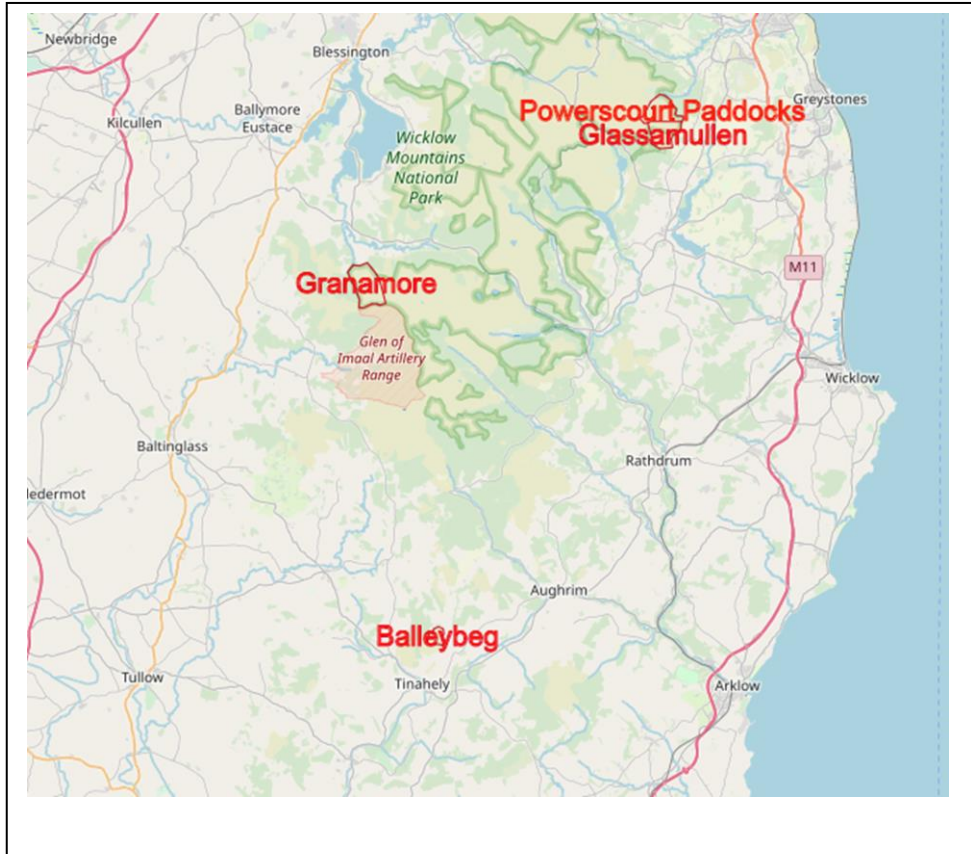 Newbridge
Blessington
Kilcullen
Ballymore
Eustace
Powerscourt Paddocks
Glassamullen
Greystones
Wicklow
Mountains
National
Park
M11
Granamore
Glen of
Imaal Artillery
Range
Wicklow
Baltinglass
Rathdrum
ledermot
Aughrim
Balleybeg
Tullow
Tinahely
Arklow